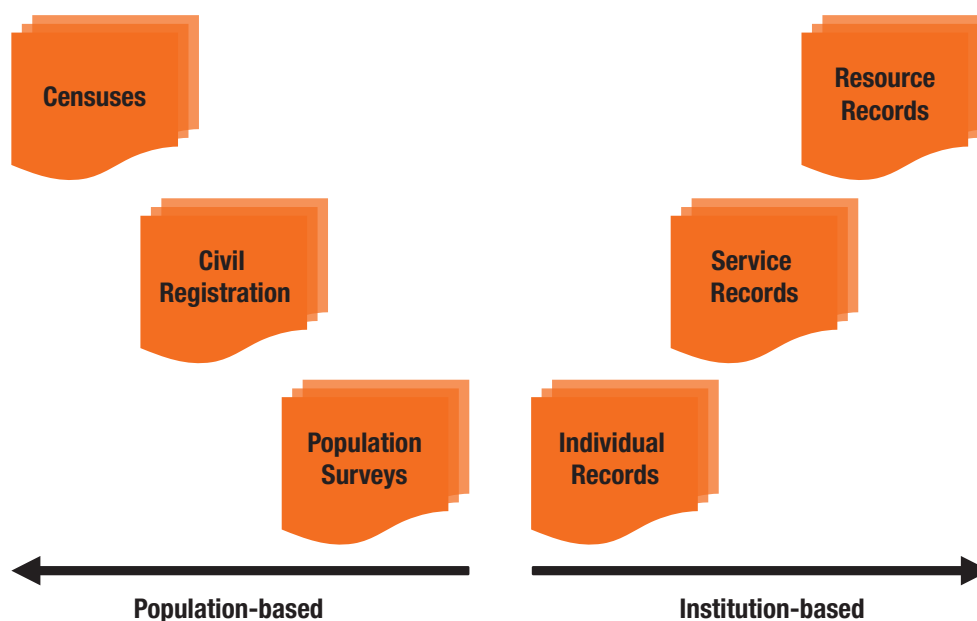 Censuses
Resource
Records
Civil
Registration
Service
Records
Population
Surveys
Individual
Records
Population-based
Institution-based